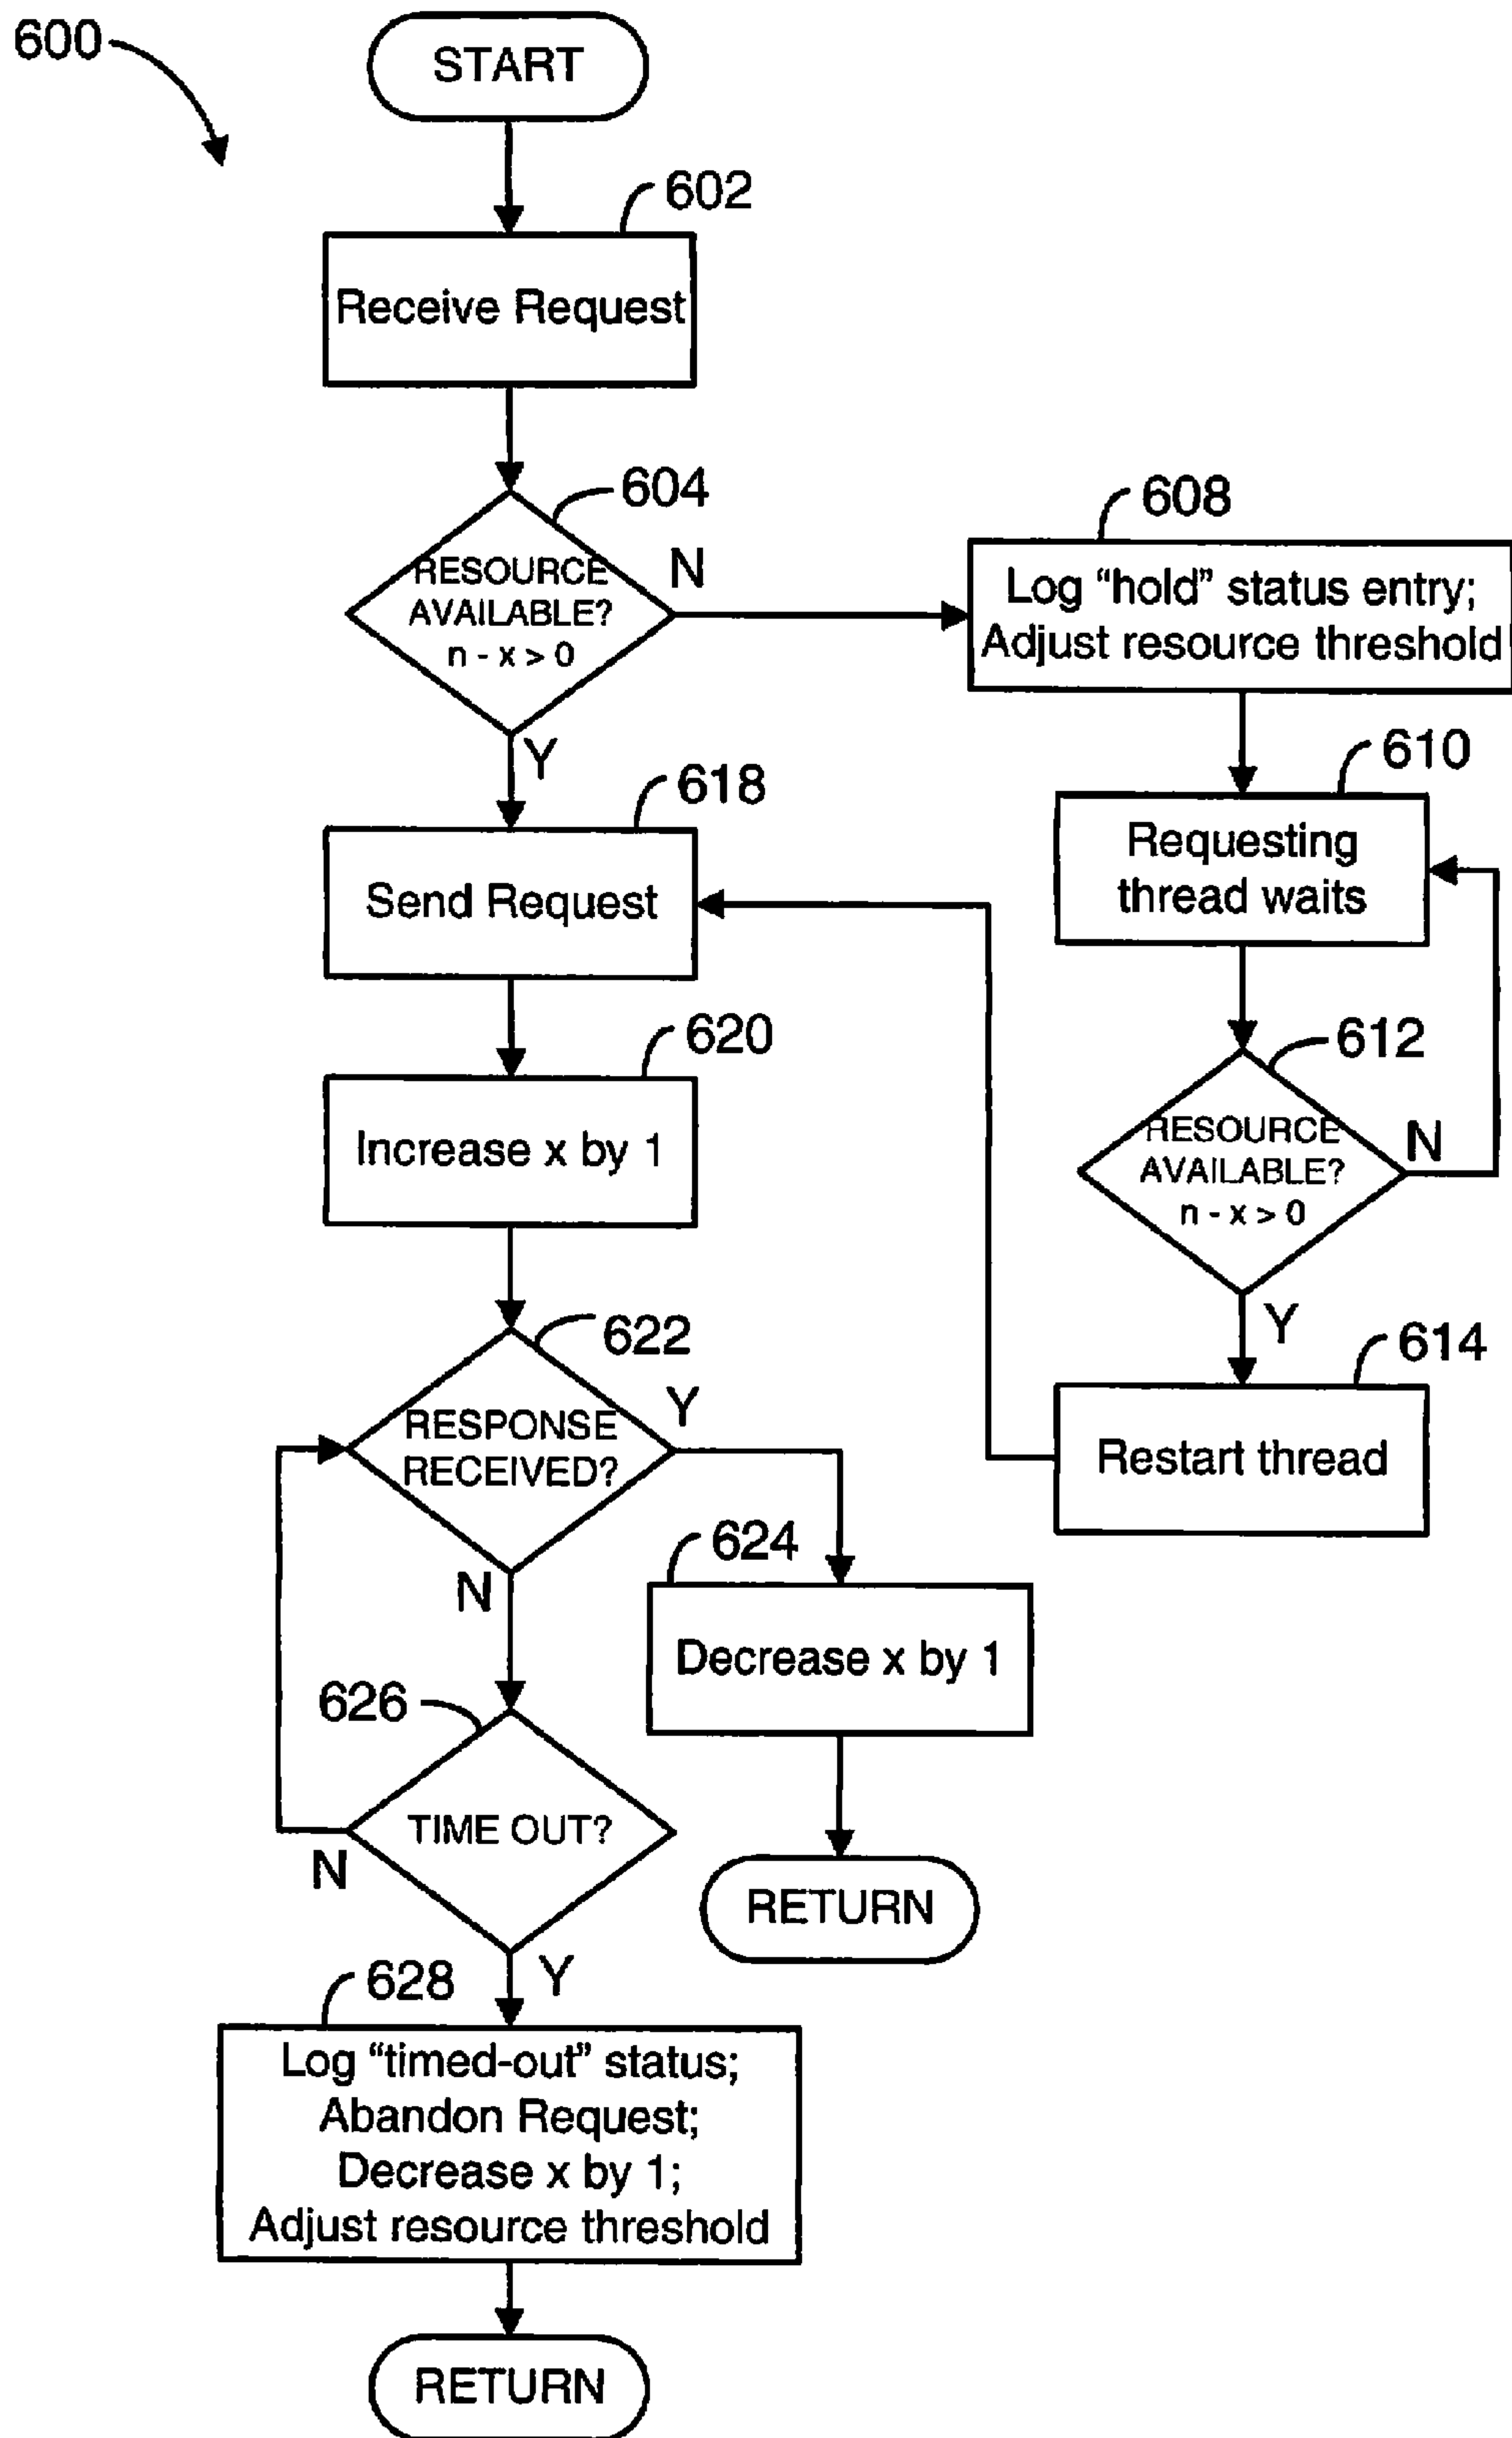 600
START
602
Receive Request
604
RESOURCE
AVAILABLE?
n - x > 0
N
Y
608
Log “hold” status entry;
Adjust resource threshold
610
Requesting
thread waits
612
RESOURCE
AVAILABLE?
n - x > 0
N
Y
614
Restart thread
618
Send Request
620
Increase x by 1
622
RESPONSE
RECEIVED?
Y
N
624
Decrease x by 1
RETURN
626
TIME OUT?
N
Y
628
Log “timed-out” status;
Abandon Request;
Decrease x by 1;
Adjust resource threshold
RETURN